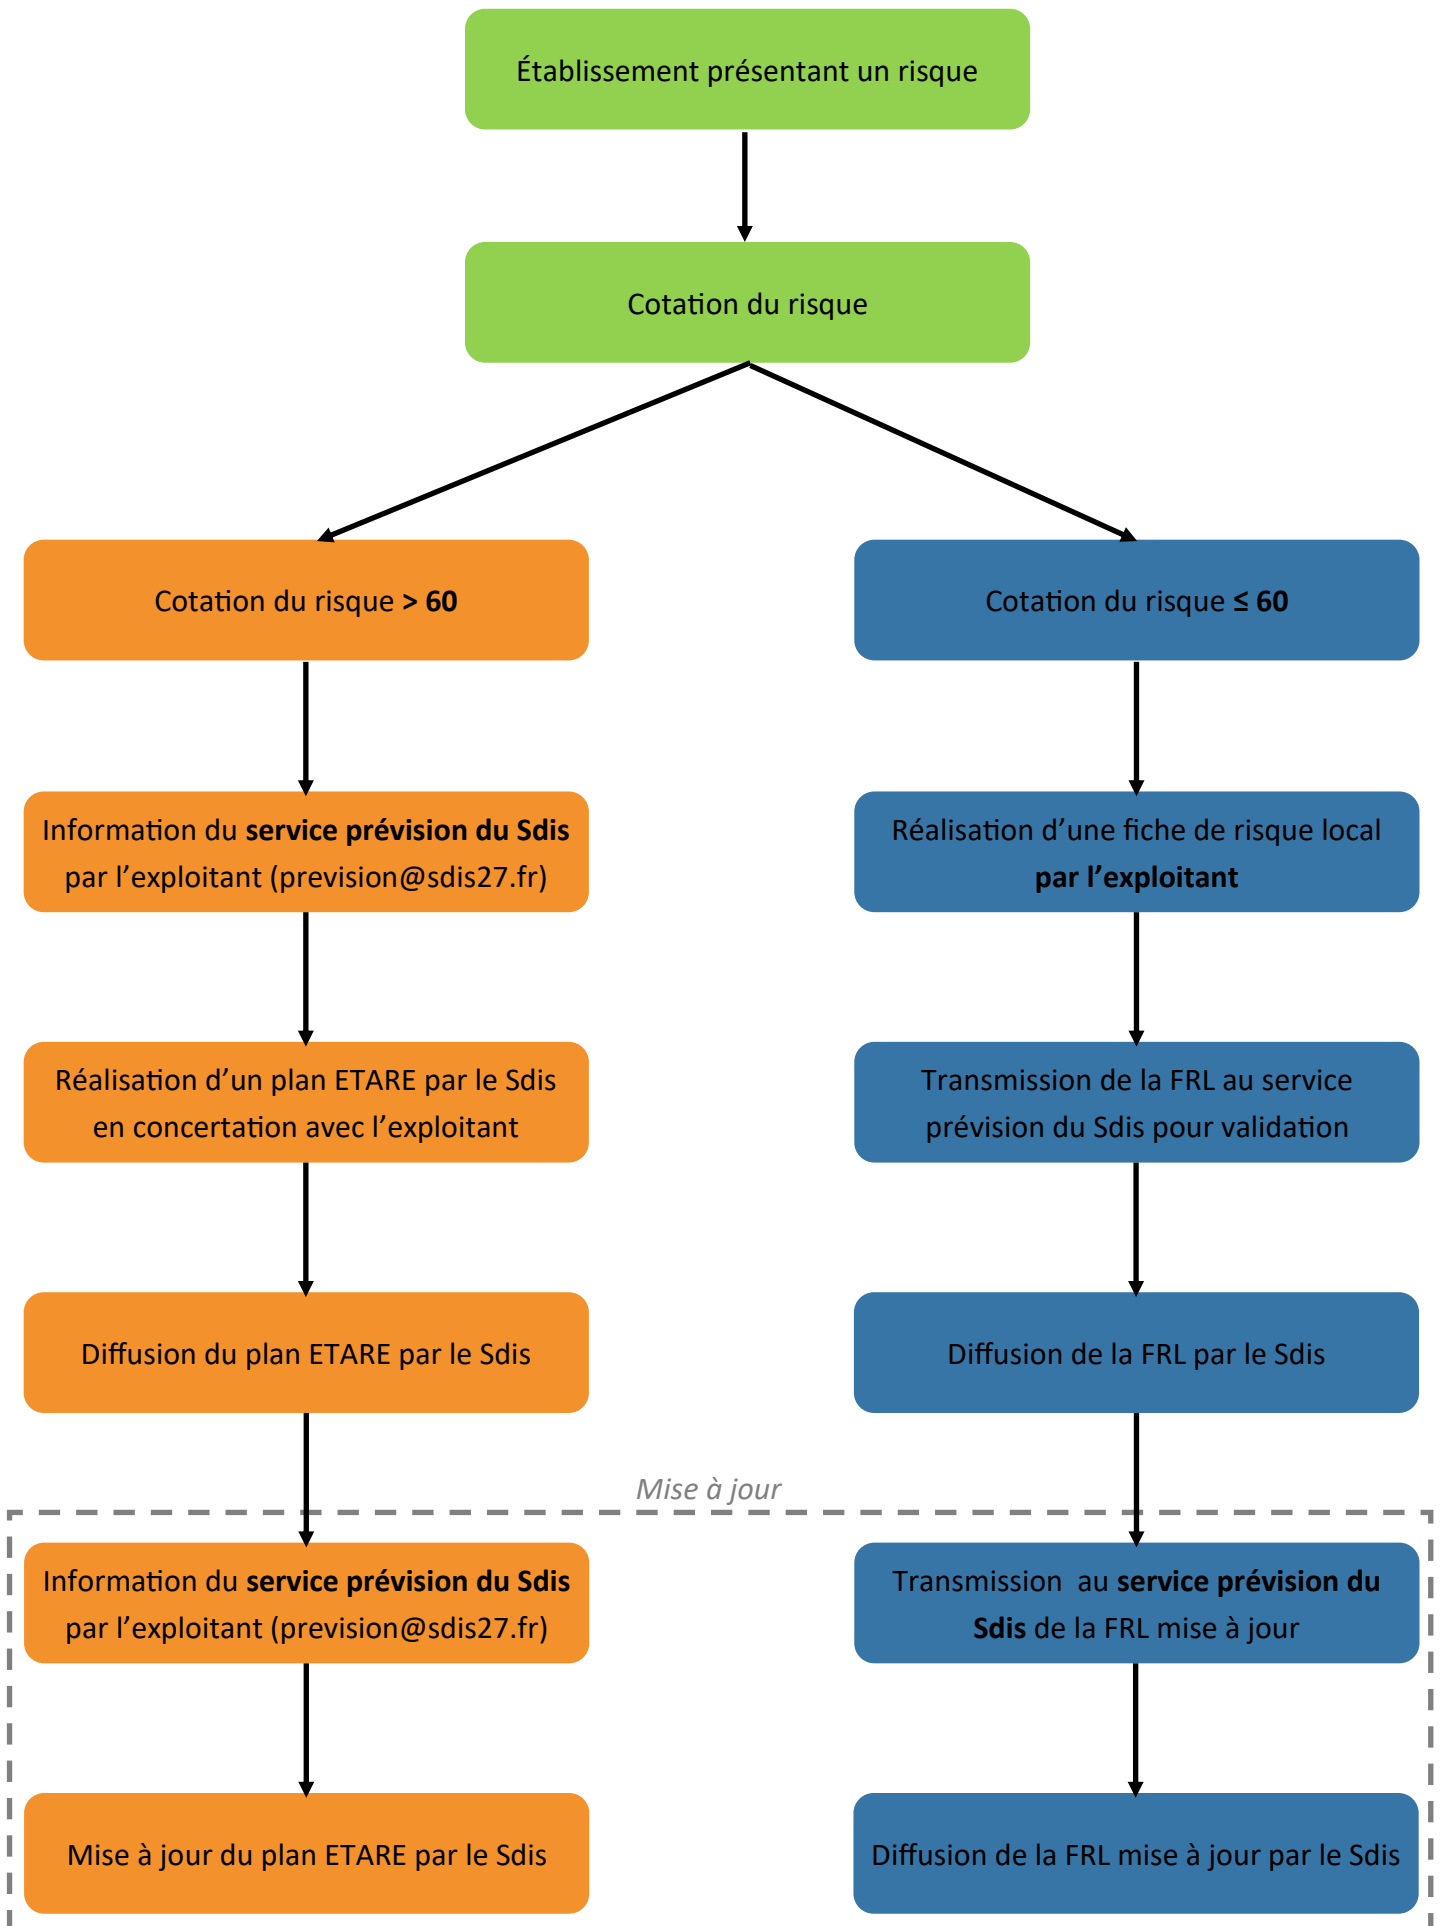 Établissement présentant un risque
Cotation du risque
Cotation du risque > 60
Cotation du risque ≤ 60
Information du service prévision du Sdis
par l’exploitant (prevision@sdis27.fr)
Réalisation d’une fiche de risque local
par l’exploitant
Réalisation d’un plan ETARE par le Sdis
en concertation avec l’exploitant
Transmission de la FRL au service
prévision du Sdis pour validation
Diffusion du plan ETARE par le Sdis
Diffusion de la FRL par le Sdis
Mise à jour
Information du service prévision du Sdis
par l’exploitant (prevision@sdis27.fr)
Transmission au service prévision du
Sdis de la FRL mise à jour
Mise à jour du plan ETARE par le Sdis
Diffusion de la FRL mise à jour par le Sdis